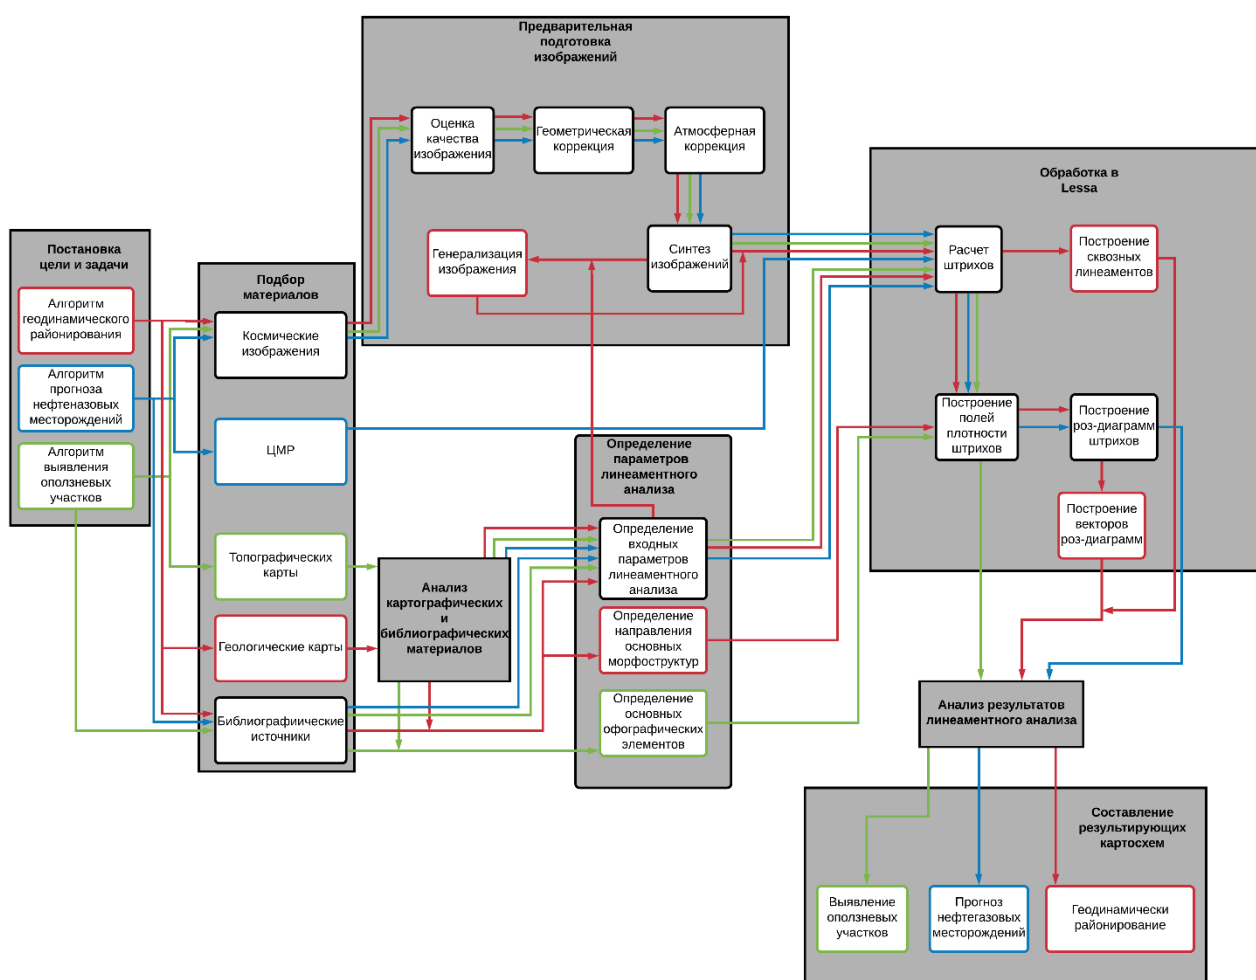 Предварительная
подготовка
изображений
Оценка
качества
изображения
Геометрическая
коррекция
Атмосферная
коррекция
Генерализация
изображения
Синтез
изображений
Постановка
цели и задачи
Алгоритм
геодинамического
районирования
Алгоритм
прогноза
нефтеназовых
месторождений
Алгоритм
выявления
оползневых
участков
Подбор
материалов
Космические
изображения
ЦМР
Топографических
карты
Геологические карты
Библиографиические
источники
Анализ
картографических
и
библиографических
материалов
Определение
параметров
линеаментного
анализа
Определение
входных
параметров
линеаментного
анализа
Определение
направления
основных
морфоструктур
Определение
основных
офографических
элементов
Обработка в
Lessa
Расчет
штрихов
Построение
сквозных
линеаментов
Построение
полей
плотности
штрихов
Построение
роз-диаграмм
штрихов
Построение
векторов
роз-диаграмм
Анализ результатов
линеаментного анализа
Составление
результирующих
картосхем
Выявление
оползневых
участков
Прогноз
нефтегазовых
месторождений
Геодинамически
районирование